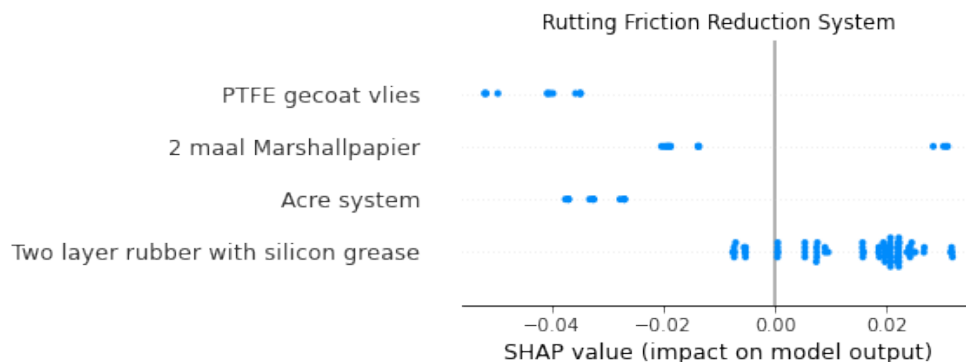 Rutting Friction Reduction System
PTFE gecoat vlies
2 maal Marshallpapier
Acre system
Two layer rubber with silicon grease
−0.04 −0.02 0.00 0.02
SHAP value (impact on model output)